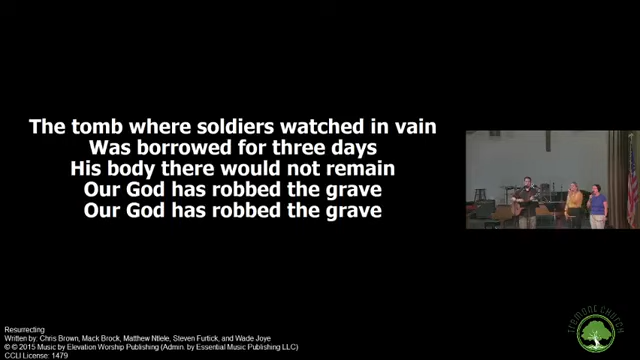 The tomb where soldiers watched in vain
Was borrowed for three days
His body there would not remain
Our God has robbed the grave
Our God has robbed the grave
Resurrecting
Written by: Chris Brown, Mack Brock, Matthew Ntlele, Steven Furtick, and Wade Joye
© © 2015 Music by Elevation Worship Publishing (Admin. by Essential Music Publishing LLC)
CCLI License: 1479
TREMONT CHURCH